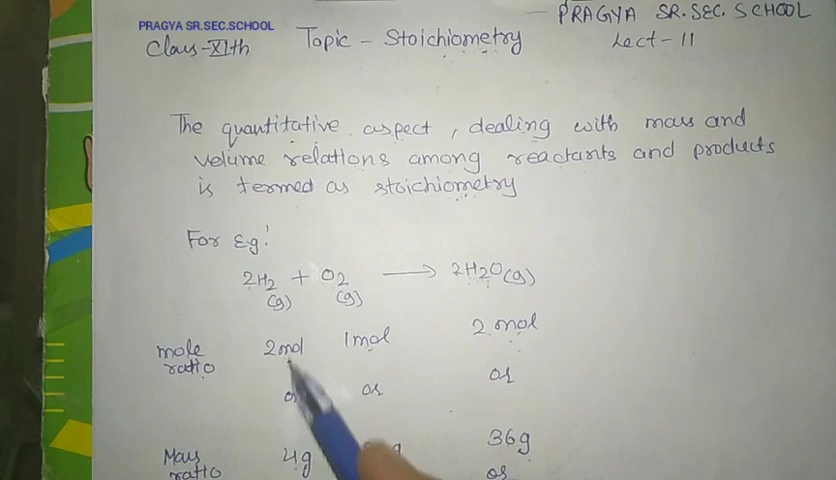 PRAGYA SR.SEC.SCHOOL
– PRAGYA SR. SEC. SCHOOL
Class-XIth Topic – Stoichiometry Lect – 11
The quantitative aspect, dealing with mass and
volume relations among reactants and products
is termed as stoichiometry
For Eg!
2H2 (g) + O2 (g) → 2H2O(g)
mole ratio 2mol 1mol 2 mol
or or
Mass ratio 4g g 36g
or